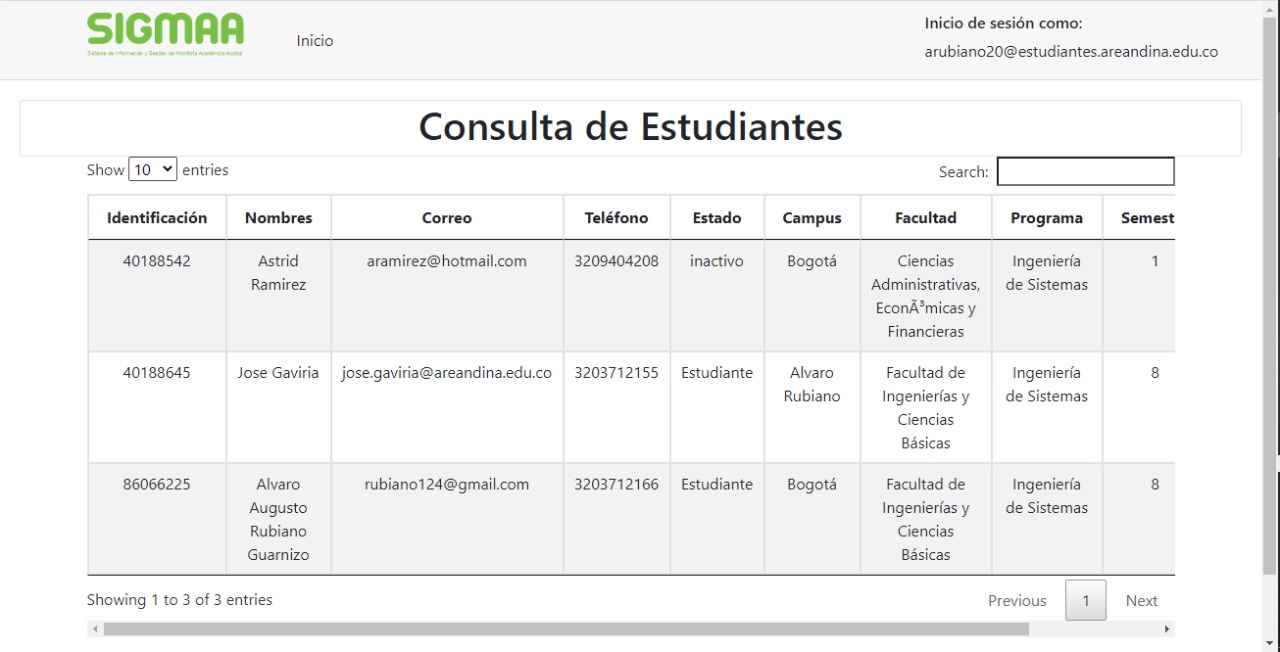 SIGMAA
Sistema de Información y Gestión de Monitoría Académica Andina
Inicio
Inicio de sesión como:
arubiano20@estudiantes.areandina.edu.co
Consulta de Estudiantes
Show 10 entries
Search:
Identificación Nombres Correo Teléfono Estado Campus Facultad Programa Semest
40188542 Astrid aramirez@hotmail.com 3209404208 inactivo Bogotá Ciencias Ingeniería 1
Ramirez Administrativas, de Sistemas
EconÃ³micas y
Financieras
40188645 Jose Gaviria jose.gaviria@areandina.edu.co 3203712155 Estudiante Alvaro Facultad de Ingeniería 8
Rubiano Ingenierías y de Sistemas
Ciencias
Básicas
86066225 Alvaro rubiano124@gmail.com 3203712166 Estudiante Bogotá Facultad de Ingeniería 8
Augusto Ingenierías y de Sistemas
Rubiano Ciencias
Guarnizo Básicas
Showing 1 to 3 of 3 entries
Previous 1 Next